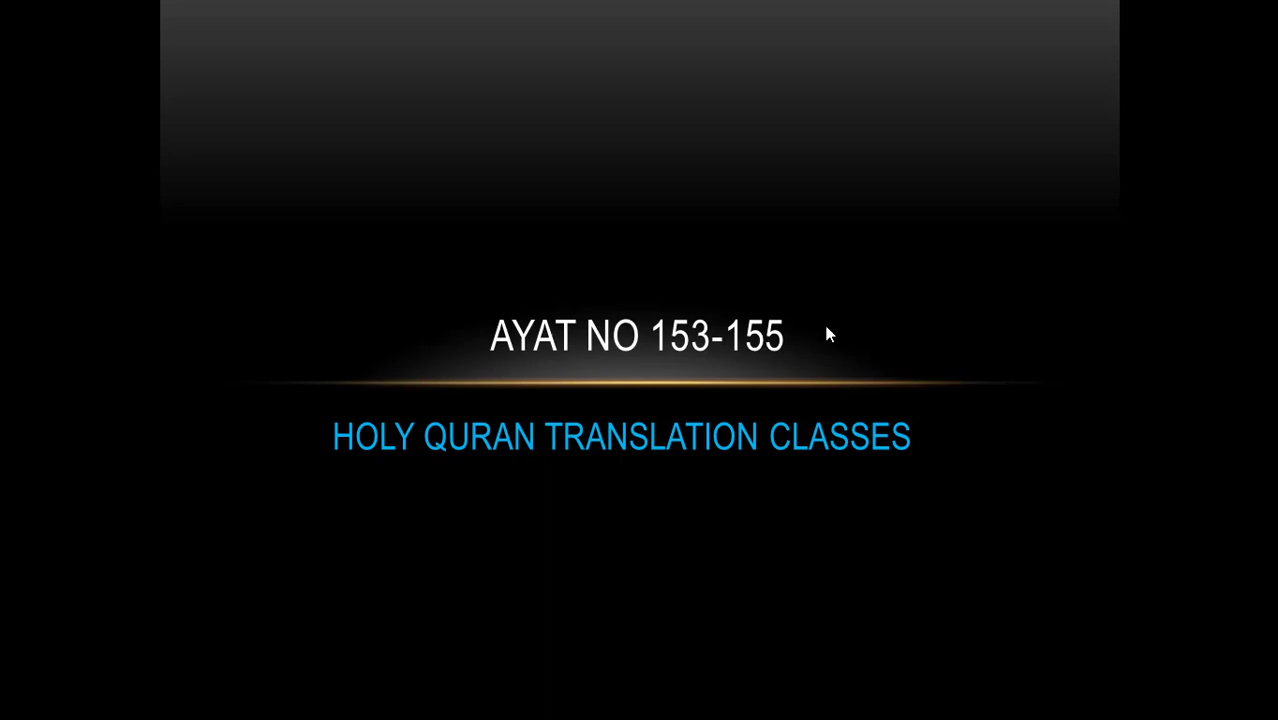 AYAT NO 153-155
HOLY QURAN TRANSLATION CLASSES